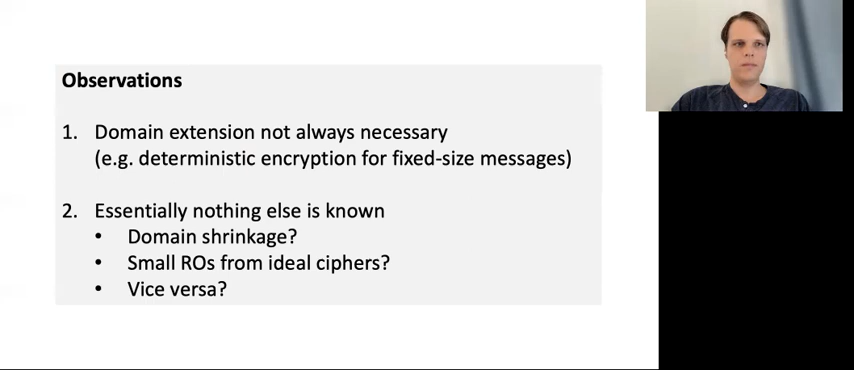 Observations
1. Domain extension not always necessary
(e.g. deterministic encryption for fixed-size messages)
2. Essentially nothing else is known
• Domain shrinkage?
• Small ROs from ideal ciphers?
• Vice versa?